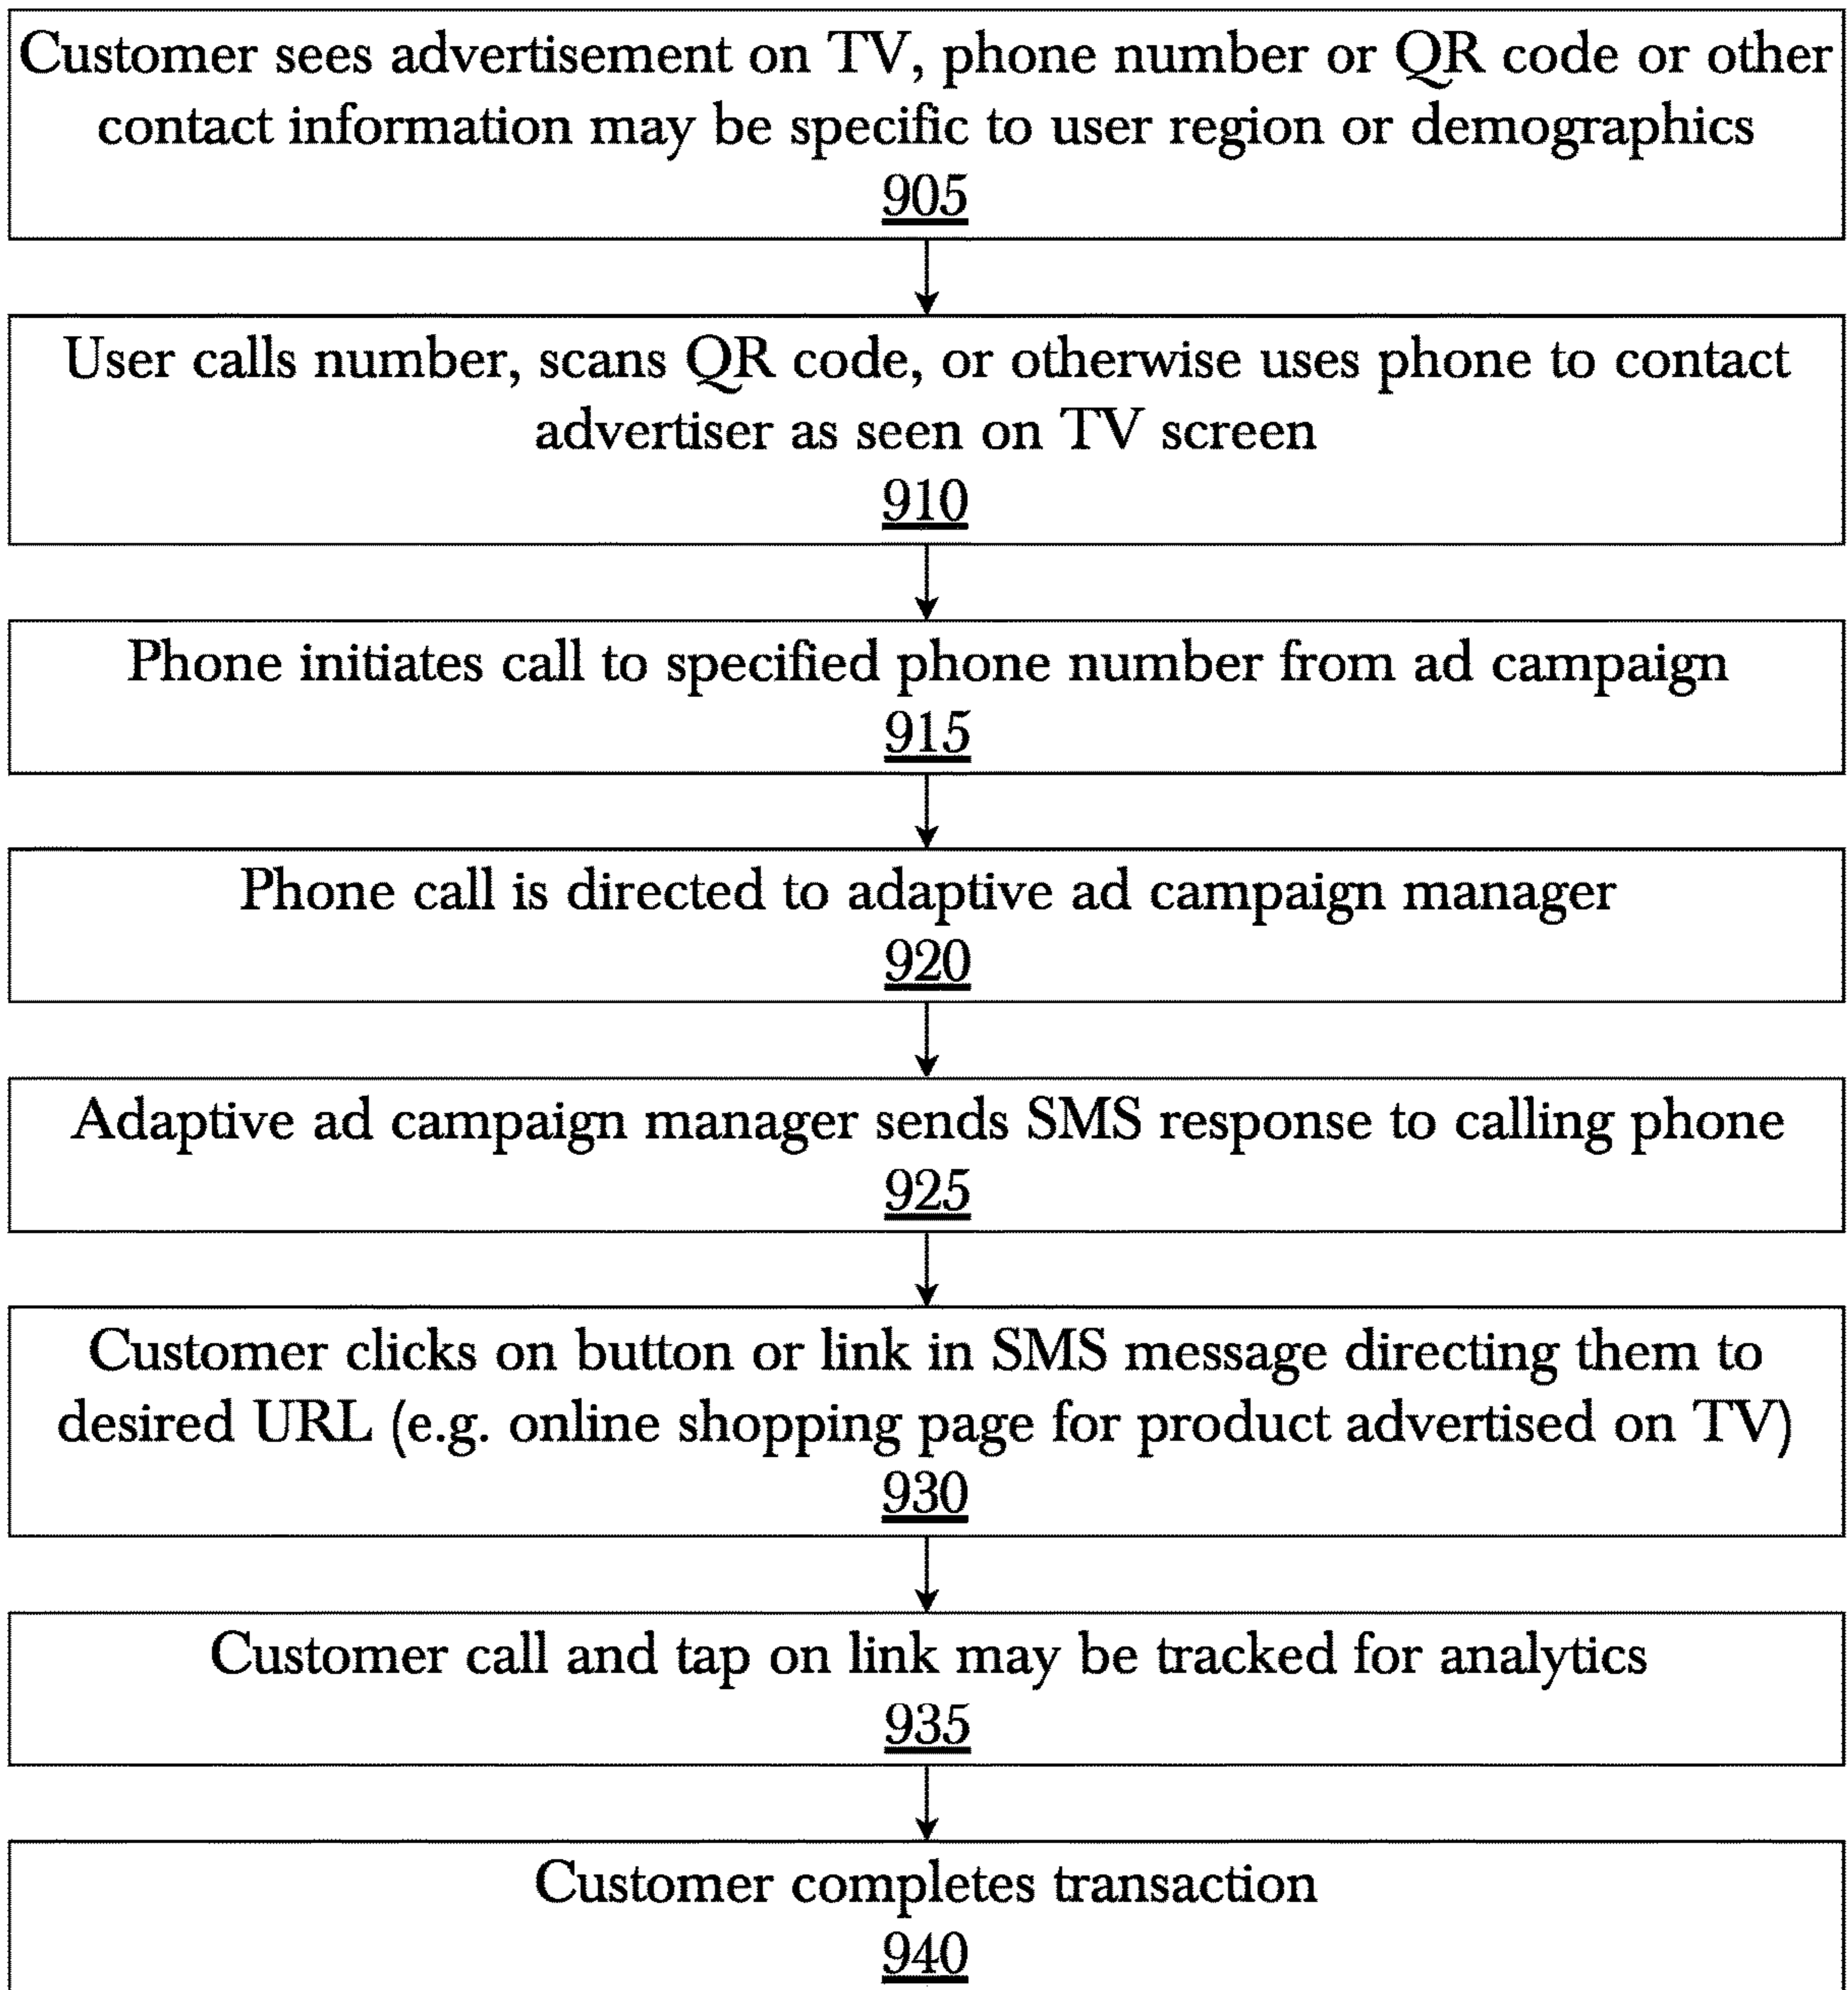 Customer sees advertisement on TV, phone number or QR code or other
contact information may be specific to user region or demographics
905
User calls number, scans QR code, or otherwise uses phone to contact
advertiser as seen on TV screen
910
Phone initiates call to specified phone number from ad campaign
915
Phone call is directed to adaptive ad campaign manager
920
Adaptive ad campaign manager sends SMS response to calling phone
925
Customer clicks on button or link in SMS message directing them to
desired URL (e.g. online shopping page for product advertised on TV)
930
Customer call and tap on link may be tracked for analytics
935
Customer completes transaction
940